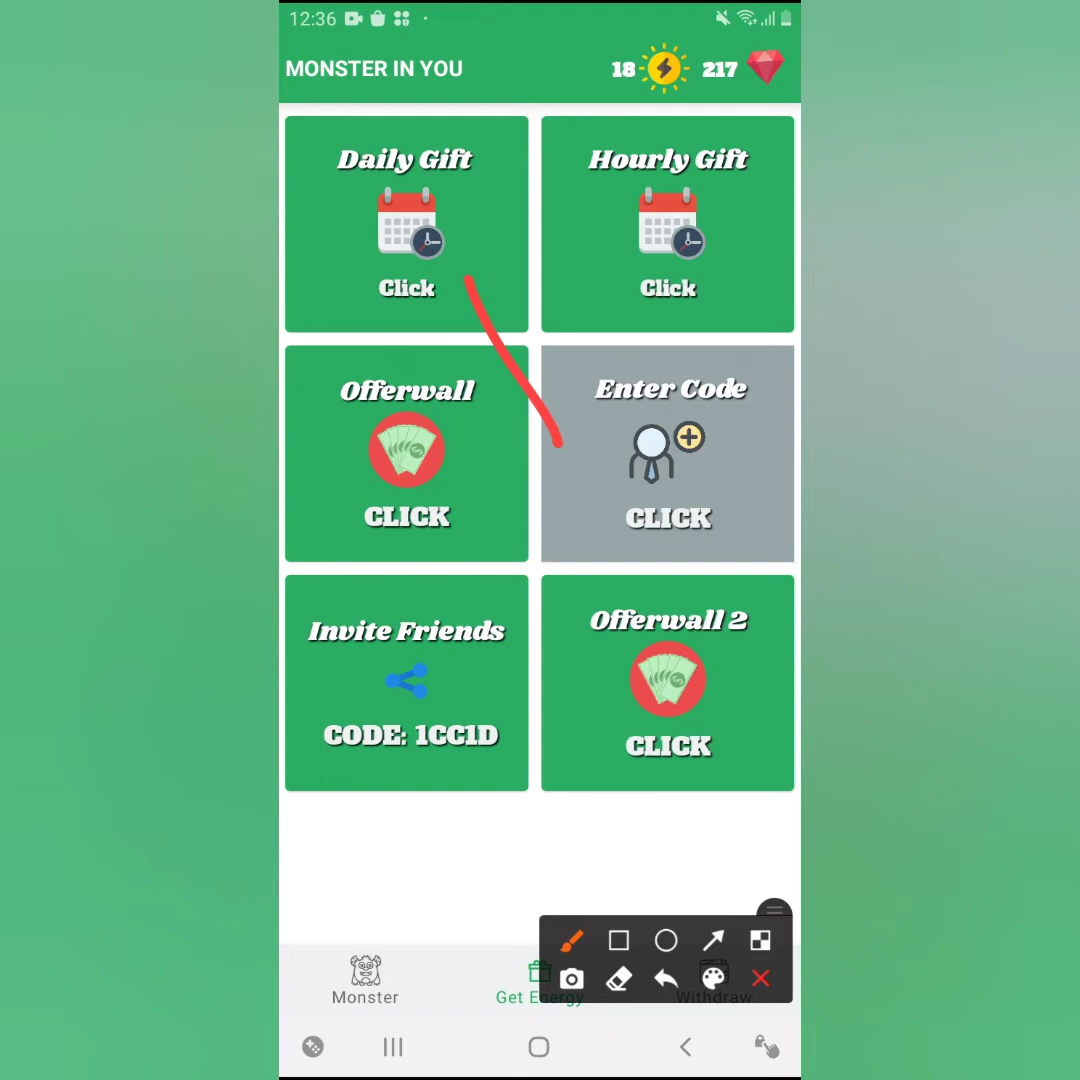 12:36
MONSTER IN YOU 18 217
Daily Gift
Click
Hourly Gift
Click
Offerwall
CLICK
Enter Code
CLICK
Invite Friends
CODE: 1CC1D
Offerwall 2
CLICK
Monster
Get Energy
Withdraw